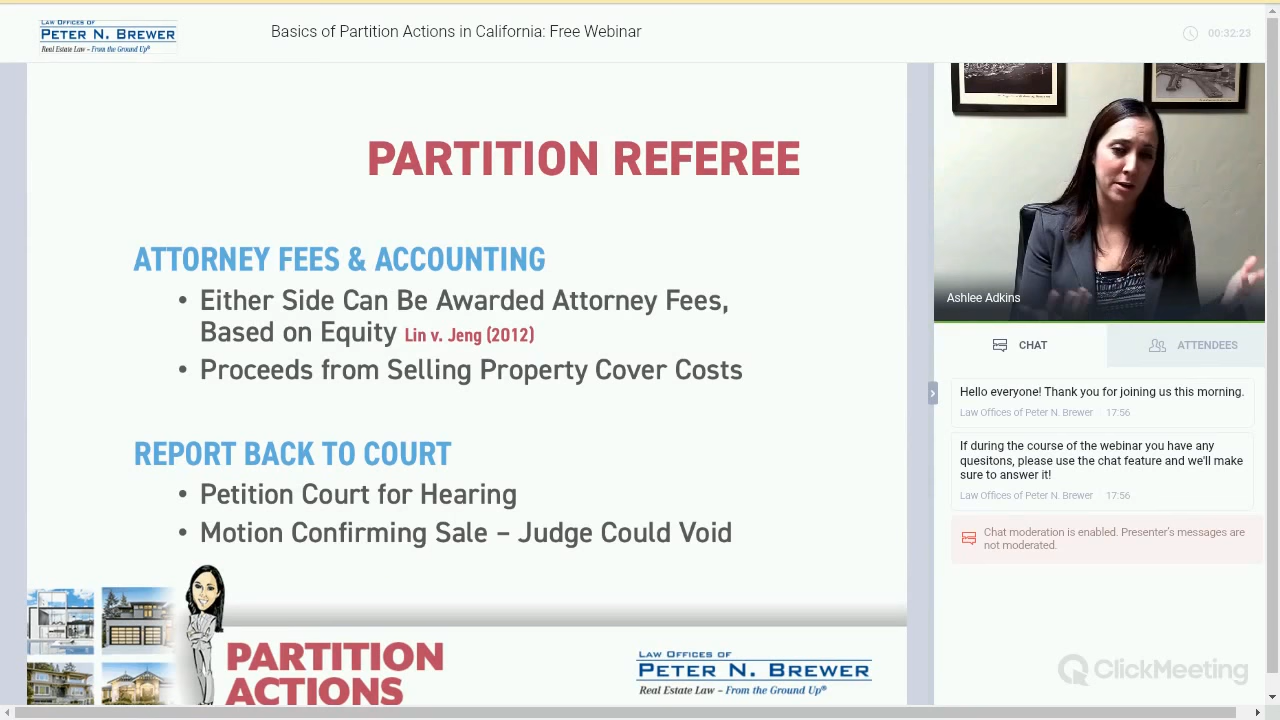 LAW OFFICES OF
PETER N. BREWER
Real Estate Law – From the Ground Up®
Basics of Partition Actions in California: Free Webinar
00:32:23
PARTITION REFEREE
ATTORNEY FEES & ACCOUNTING
• Either Side Can Be Awarded Attorney Fees,
Based on Equity Lin v. Jeng (2012)
• Proceeds from Selling Property Cover Costs
REPORT BACK TO COURT
• Petition Court for Hearing
• Motion Confirming Sale – Judge Could Void
PARTITION
ACTIONS
LAW OFFICES OF
PETER N. BREWER
Real Estate Law – From the Ground Up®
Ashlee Adkins
CHAT
ATTENDEES
Hello everyone! Thank you for joining us this morning.
Law Offices of Peter N. Brewer 17:56
If during the course of the webinar you have any
quesitons, please use the chat feature and we'll make
sure to answer it!
Law Offices of Peter N. Brewer 17:56
Chat moderation is enabled. Presenter's messages are
not moderated.
ClickMeeting